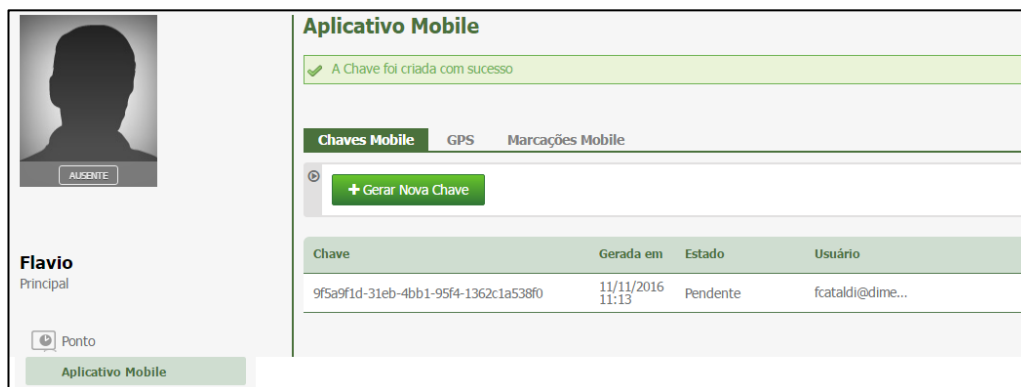 AUSENTE
Flavio
Principal
Ponto
Aplicativo Mobile
Aplicativo Mobile
A Chave foi criada com sucesso
Chaves Mobile GPS Marcações Mobile
+ Gerar Nova Chave
Chave Gerada em Estado Usuário
9f5a9f1d-31eb-4bb1-95f4-1362c1a538f0 11/11/2016 11:13 Pendente fcataldi@dime...